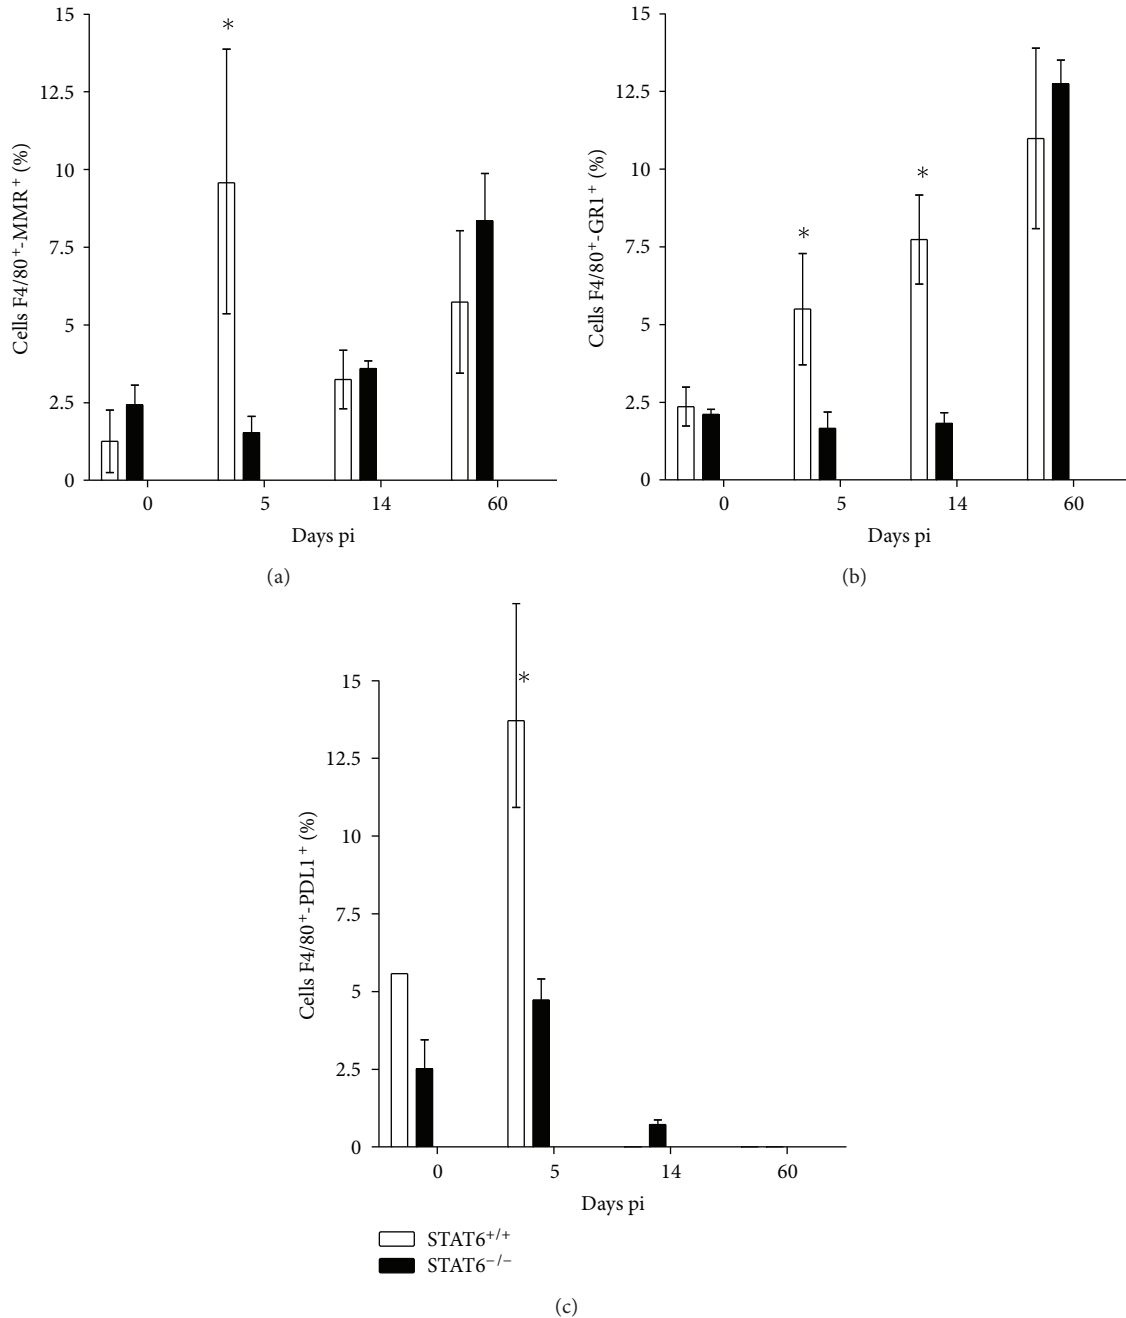 15
12.5
10
7.5
5
2.5
0
Cells F4/80⁺-MMR⁺ (%)
*
0 5 14 60
Days pi
(a)
15
12.5
10
7.5
5
2.5
0
Cells F4/80⁺-GR1⁺ (%)
*
*
0 5 14 60
Days pi
(b)
15
12.5
10
7.5
5
2.5
0
Cells F4/80⁺-PDL1⁺ (%)
*
0 5 14 60
Days pi
STAT6⁺/⁺
STAT6⁻/⁻
(c)